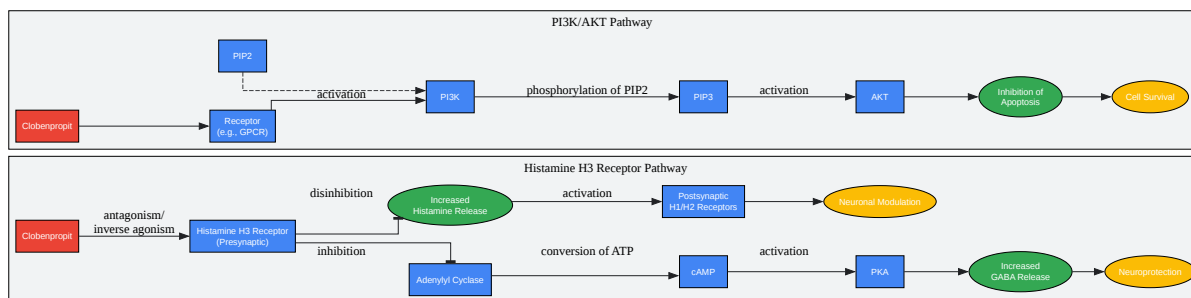 PI3K/AKT Pathway
PIP2
activation
PI3K
phosphorylation of PIP2
PIP3
activation
AKT
Inhibition of
Apoptosis
Cell Survival
Clobenpropit
Receptor
(e.g., GPCR)
Histamine H3 Receptor Pathway
disinhibition
Increased
Histamine Release
activation
Postsynaptic
H1/H2 Receptors
Neuronal Modulation
Clobenpropit
antagonism/
inverse agonism
Histamine H3 Receptor
(Presynaptic)
inhibition
Adenylyl Cyclase
conversion of ATP
cAMP
activation
PKA
Increased
GABA Release
Neuroprotection